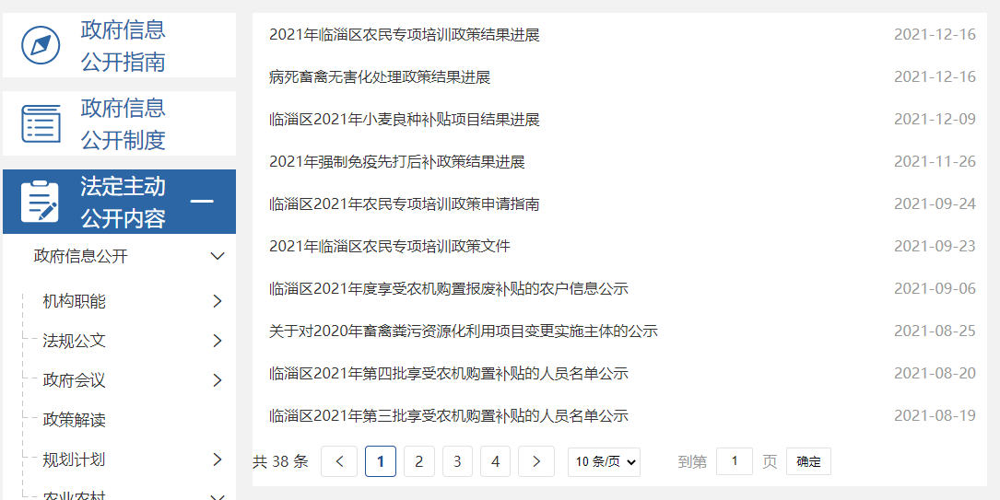 政府信息
公开指南
政府信息
公开制度
法定主动
公开内容
政府信息公开
机构职能
法规公文
政府会议
政策解读
规划计划
农业农村
2021年临淄区农民专项培训政策结果进展 2021-12-16
病死畜禽无害化处理政策结果进展 2021-12-16
临淄区2021年小麦良种补贴项目结果进展 2021-12-09
2021年强制免疫先打后补政策结果进展 2021-11-26
临淄区2021年农民专项培训政策申请指南 2021-09-24
2021年临淄区农民专项培训政策文件 2021-09-23
临淄区2021年度享受农机购置报废补贴的农户信息公示 2021-09-06
关于对2020年畜禽粪污资源化利用项目变更实施主体的公示 2021-08-25
临淄区2021年第四批享受农机购置补贴的人员名单公示 2021-08-20
临淄区2021年第三批享受农机购置补贴的人员名单公示 2021-08-19
共 38 条 1 2 3 4 10 条/页 到第 1 页 确定